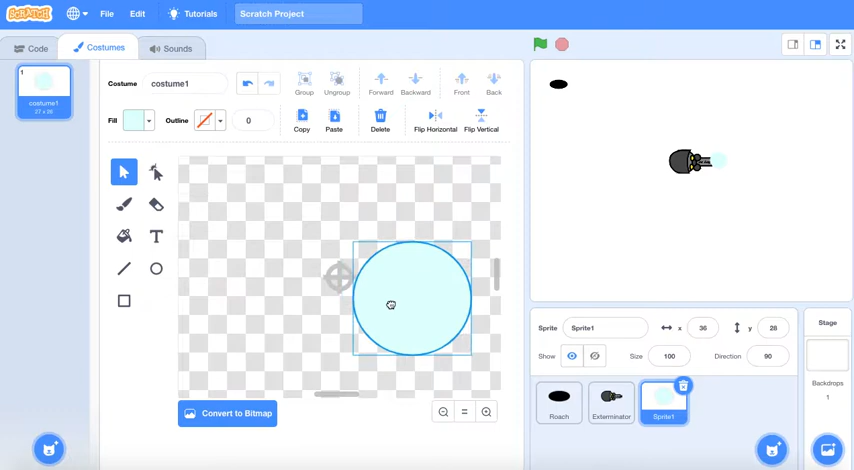 SCRATCH File Edit Tutorials Scratch Project
Code Costumes Sounds
1
costume1
27 x 26
Costume costume1
Group Ungroup Forward Backward Front Back
Fill Outline 0
Copy Paste Delete Flip Horizontal Flip Vertical
T
Convert to Bitmap
Sprite Sprite1 x 36 y 28
Show Size 100 Direction 90
Roach Exterminator Sprite1
Stage
Backdrops
1